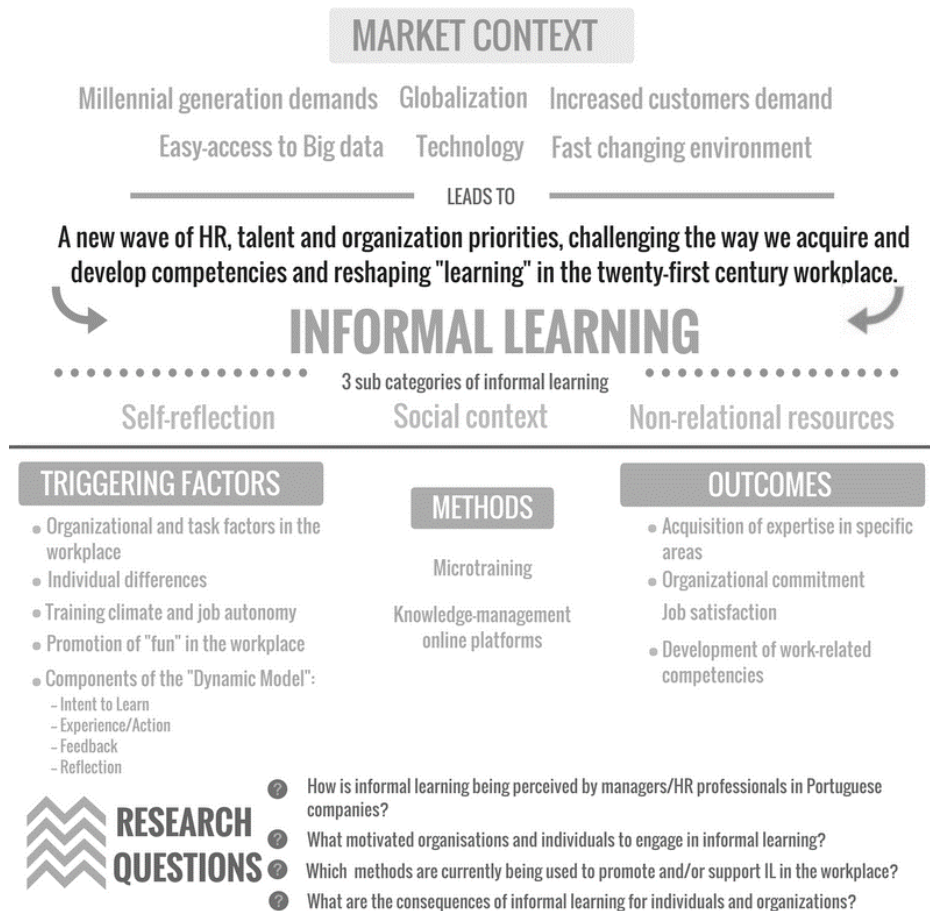 MARKET CONTEXT
Millennial generation demands Globalization Increased customers demand
Easy-access to Big data Technology Fast changing environment
LEADS TO
A new wave of HR, talent and organization priorities, challenging the way we acquire and
develop competencies and reshaping "learning" in the twenty-first century workplace.
INFORMAL LEARNING
3 sub categories of informal learning
Self-reflection Social context Non-relational resources
TRIGGERING FACTORS
• Organizational and task factors in the
workplace
• Individual differences
• Training climate and job autonomy
• Promotion of "fun" in the workplace
• Components of the "Dynamic Model":
– Intent to Learn
– Experience/Action
– Feedback
– Reflection
METHODS
Microtraining
Knowledge-management
online platforms
OUTCOMES
• Acquisition of expertise in specific
areas
• Organizational commitment
Job satisfaction
• Development of work-related
competencies
RESEARCH
QUESTIONS
? How is informal learning being perceived by managers/HR professionals in Portuguese
companies?
? What motivated organisations and individuals to engage in informal learning?
? Which methods are currently being used to promote and/or support IL in the workplace?
? What are the consequences of informal learning for individuals and organizations?